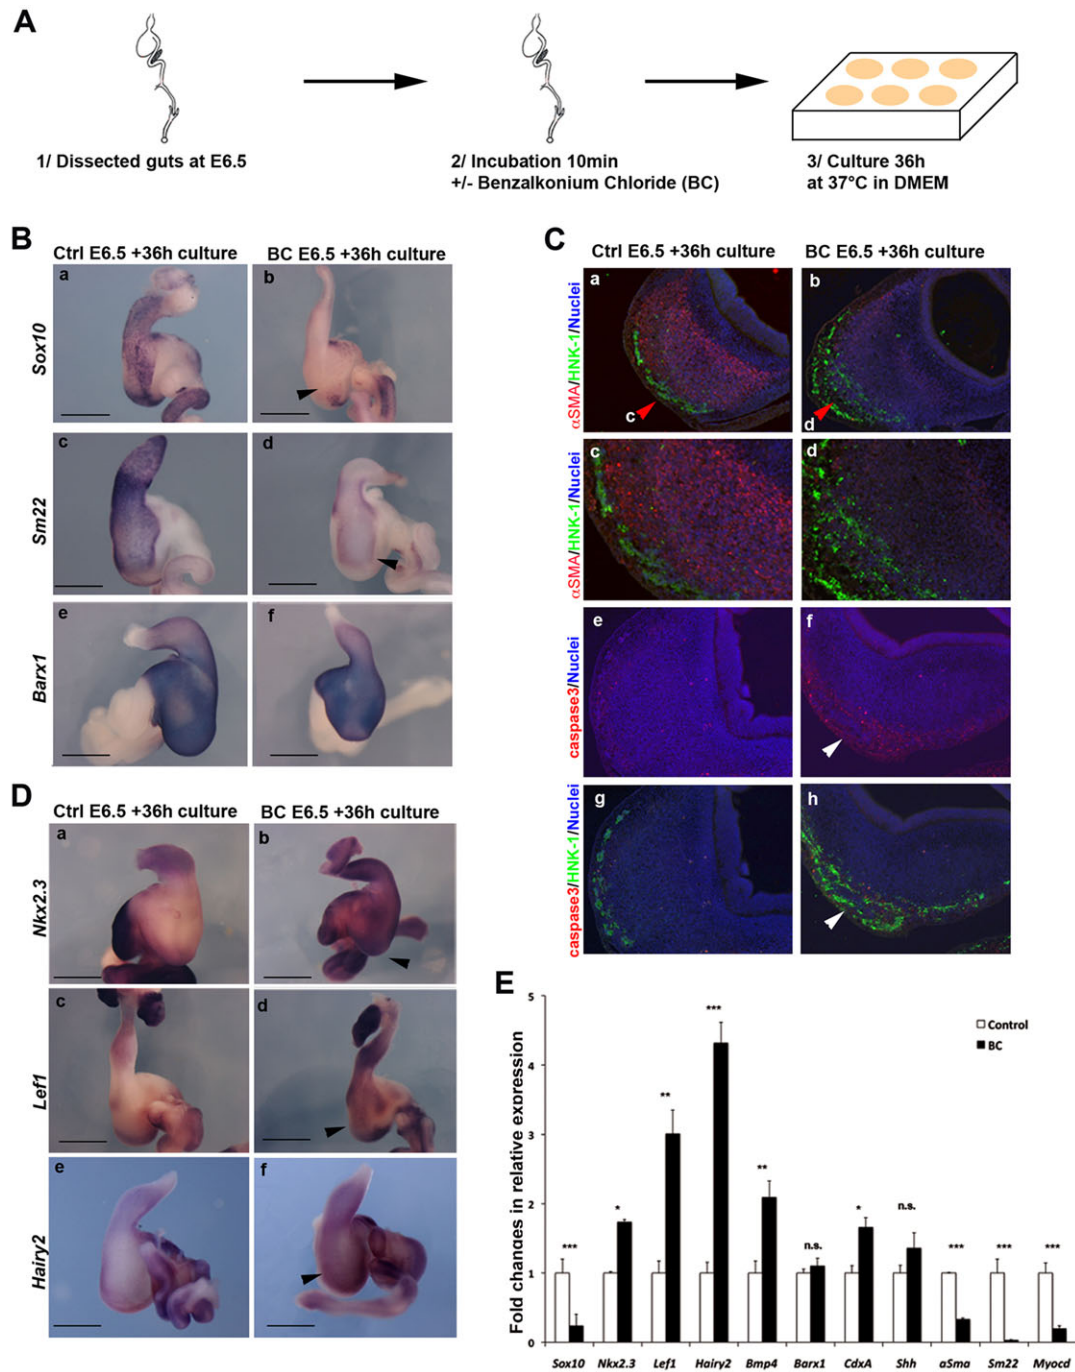 A
1/ Dissected guts at E6.5
2/ Incubation 10min
+/- Benzalkonium Chloride (BC)
3/ Culture 36h
at 37°C in DMEM
B
Ctrl E6.5 +36h culture
BC E6.5 +36h culture
Sox10
a
b
Sm22
c
d
Barx1
e
f
C
Ctrl E6.5 +36h culture
BC E6.5 +36h culture
αSMA/HNK-1/Nuclei
a
c
b
d
αSMA/HNK-1/Nuclei
c
d
caspase3/Nuclei
e
f
caspase3/HNK-1/Nuclei
g
h
D
Ctrl E6.5 +36h culture
BC E6.5 +36h culture
Nkx2.3
a
b
Lef1
c
d
Hairy2
e
f
E
Fold changes in relative expression
5
4
3
2
1
0
Control
BC
***
*
**
***
**
n.s.
*
n.s.
***
***
***
Sox10 Nkx2.3 Lef1 Hairy2 Bmp4 Barx1 CdxA Shh aSma Sm22 Myocd